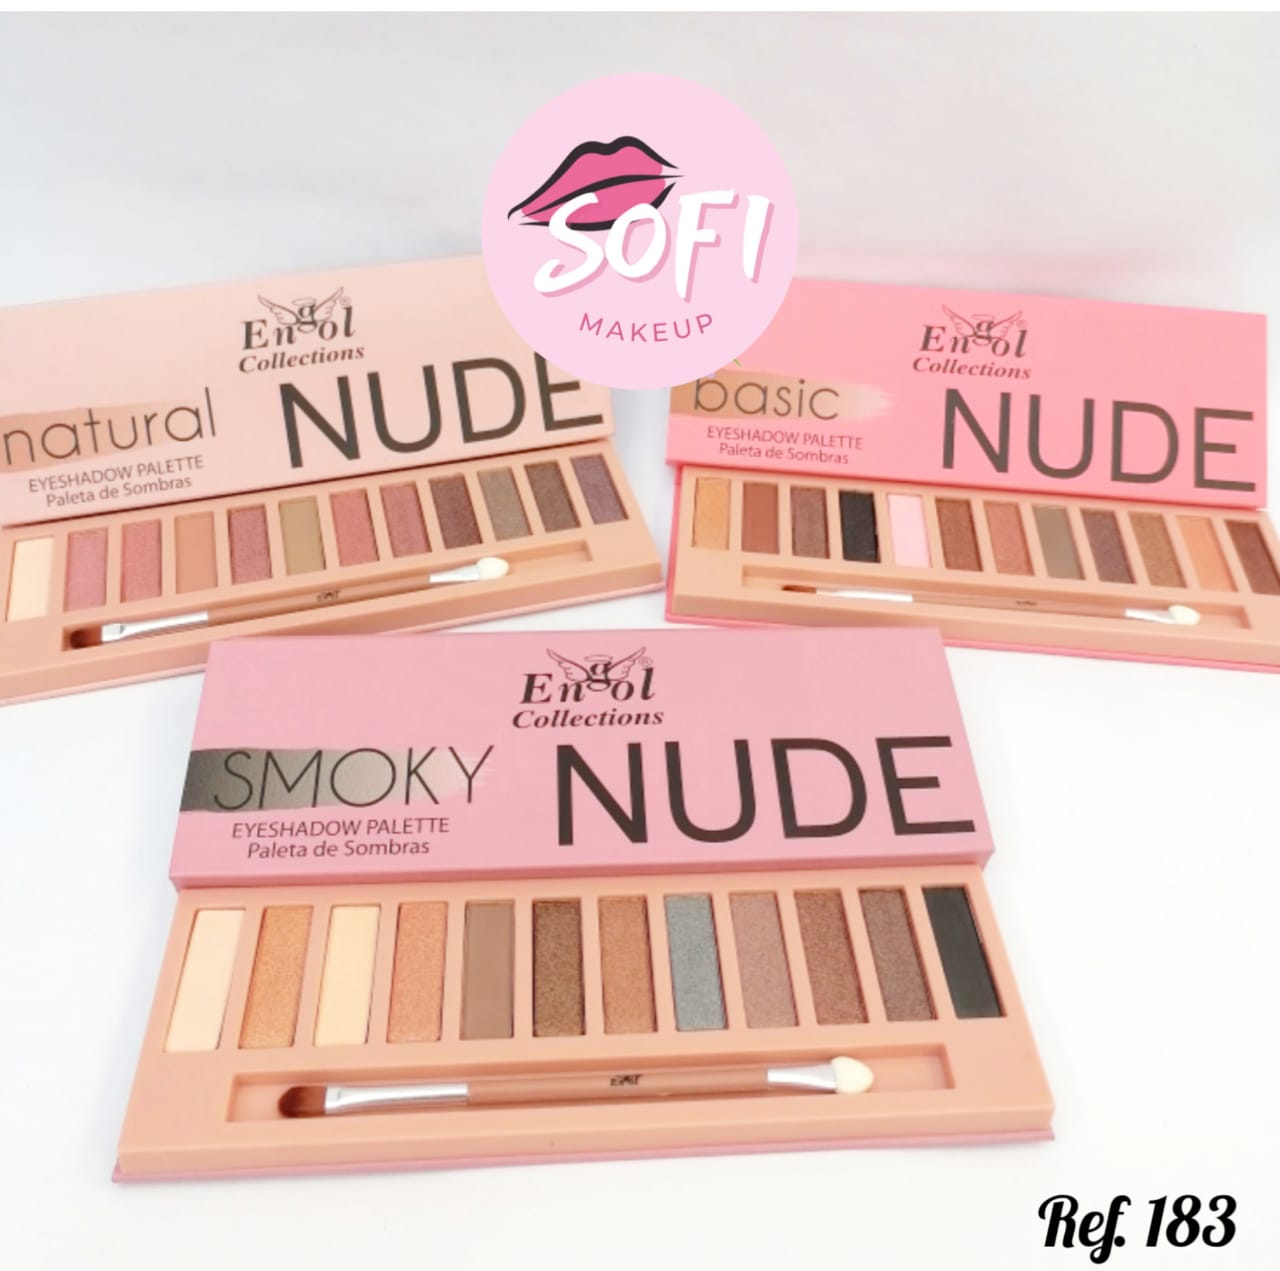 SOFI
MAKEUP
Engol
Collections
natural
NUDE
EYESHADOW PALETTE
Paleta de Sombras
Engol
Collections
basic
NUDE
EYESHADOW PALETTE
Paleta de Sombras
Engol
Collections
SMOKY
NUDE
EYESHADOW PALETTE
Paleta de Sombras
Ref. 183